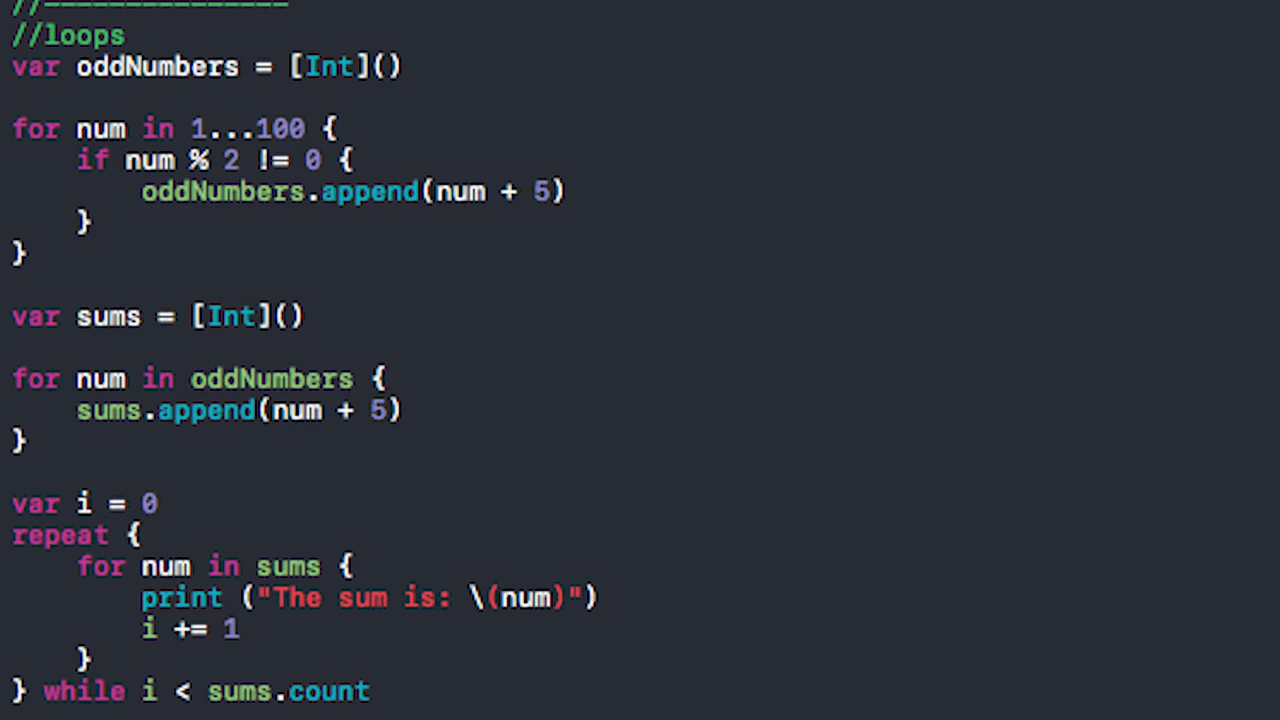 //===============
//loops
var oddNumbers = [Int]()
for num in 1...100 {
    if num % 2 != 0 {
        oddNumbers.append(num + 5)
    }
}
var sums = [Int]()
for num in oddNumbers {
    sums.append(num + 5)
}
var i = 0
repeat {
    for num in sums {
        print ("The sum is: \(num)")
        i += 1
    }
} while i < sums.count